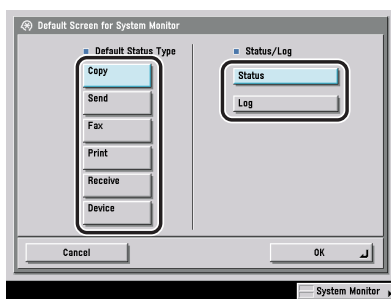 Default Screen for System Monitor
Default Status Type
Status/Log
Copy
Status
Send
Log
Fax
Print
Receive
Device
Cancel
OK
System Monitor